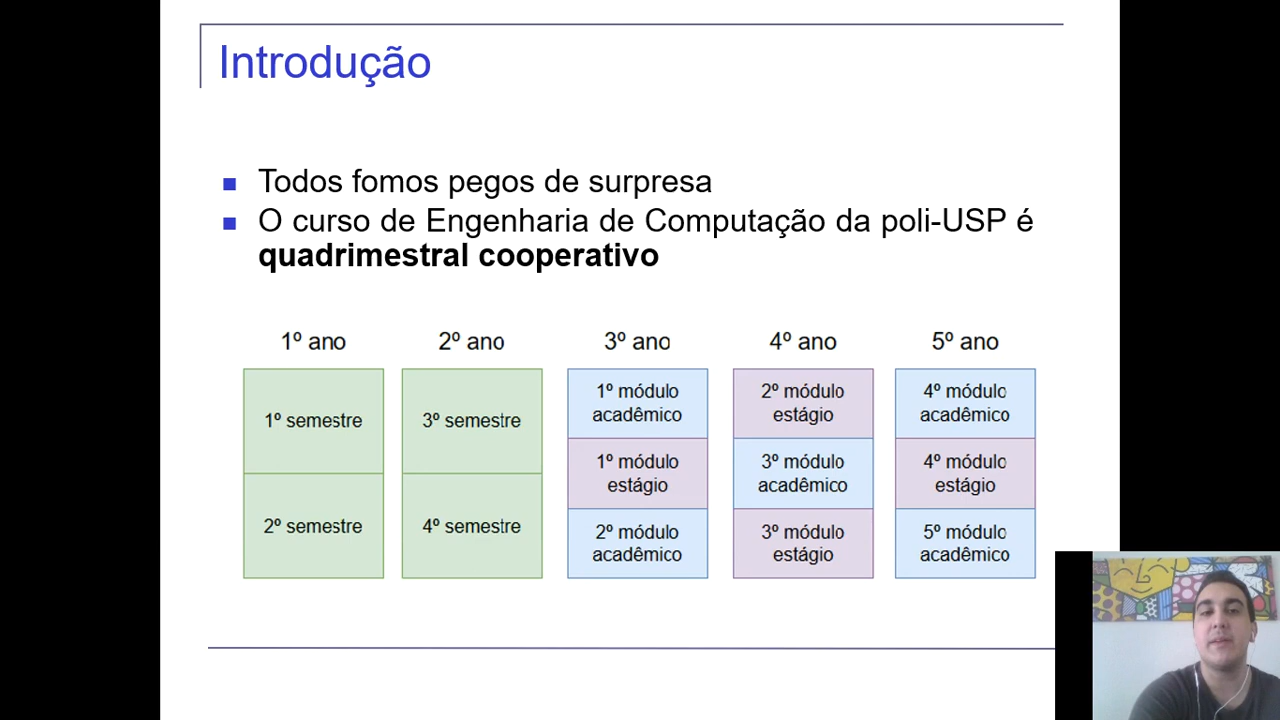 Introdução
Todos fomos pegos de surpresa
O curso de Engenharia de Computação da poli-USP é
quadrimestral cooperativo
1º ano
2º ano
3º ano
4º ano
5º ano
1º semestre
2º semestre
3º semestre
4º semestre
1º módulo
acadêmico
1º módulo
estágio
2º módulo
acadêmico
2º módulo
estágio
3º módulo
acadêmico
3º módulo
estágio
4º módulo
acadêmico
4º módulo
estágio
5º módulo
acadêmico